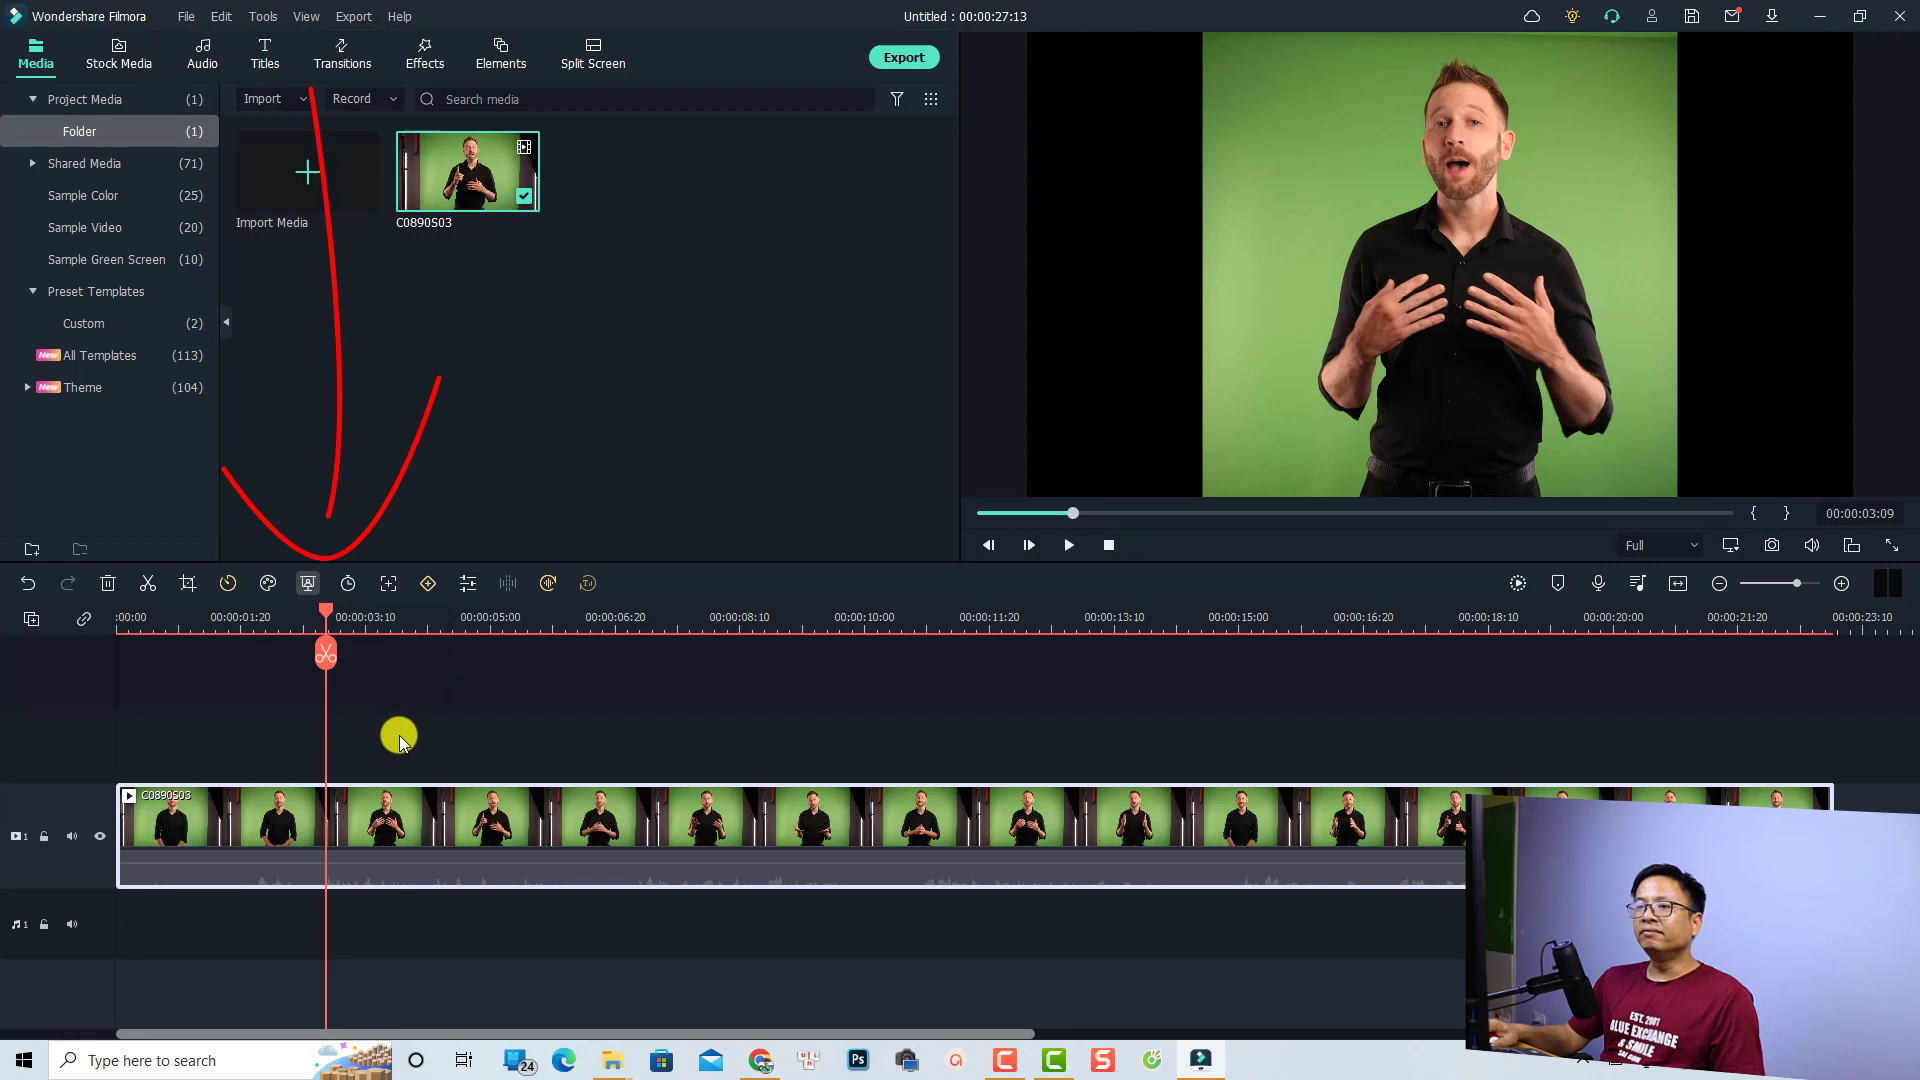 Wondershare Filmora File Edit Tools View Export Help Untitled : 00:00:27:13
Media Stock Media Audio Titles Transitions Effects Elements Split Screen Export
Project Media (1)
Import Record Search media
Folder (1)
Shared Media (71)
Sample Color (25)
Import Media C0890S03
Sample Video (20)
Sample Green Screen (10)
Preset Templates
Custom (2)
New All Templates (113)
New Theme (104)
{ } 00:00:03:09
Full
:00:00 00:00:01:20 00:00:03:10 00:00:05:00 00:00:06:20 00:00:08:10 00:00:10:00 00:00:11:20 00:00:13:10 00:00:15:00 00:00:16:20 00:00:18:10 00:00:20:00 00:00:21:20 00:00:23:10
C0890S03
1
1
EST. 2001
BLUE EXCHANGE
& SMILE
SAI GON
Type here to search
24
Ps